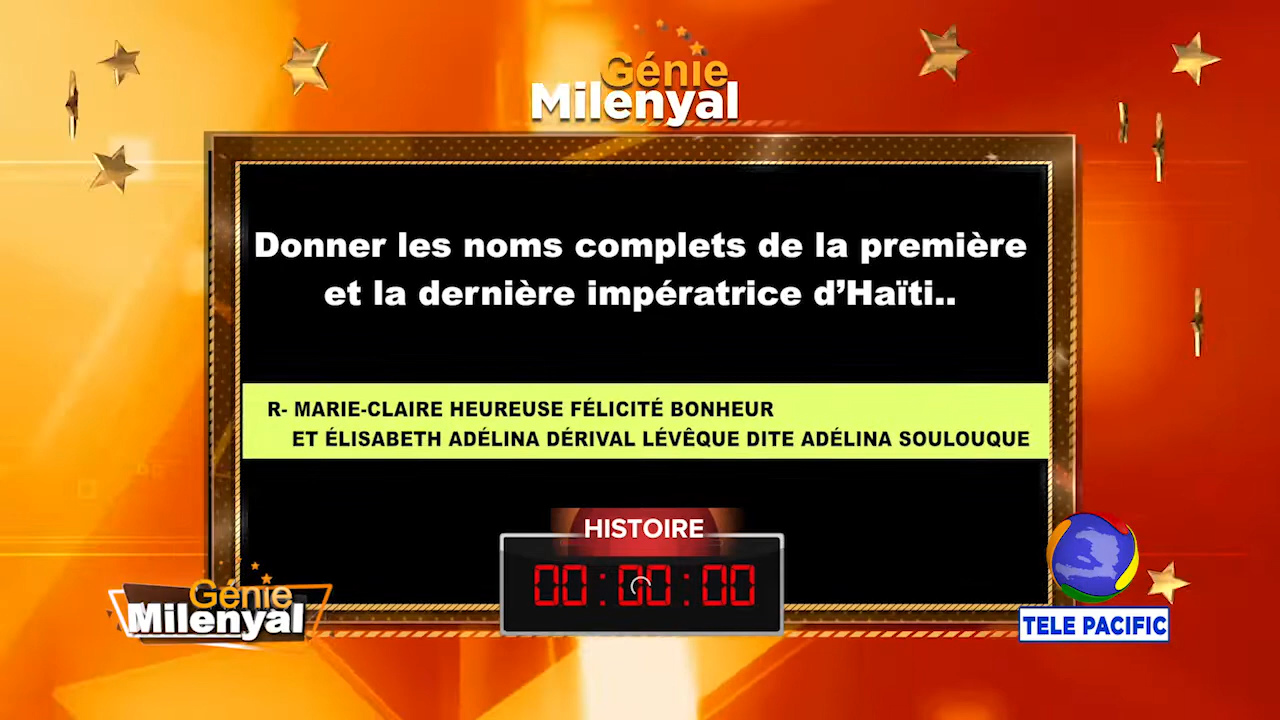 Génie
Milenyal
Donner les noms complets de la première
et la dernière impératrice d’Haïti..
R- MARIE-CLAIRE HEUREUSE FÉLICITÉ BONHEUR
ET ÉLISABETH ADÉLINA DÉRIVAL LÉVÊQUE DITE ADÉLINA SOULOUQUE
HISTOIRE
00:00:00
Génie
Milenyal
TELE PACIFIC